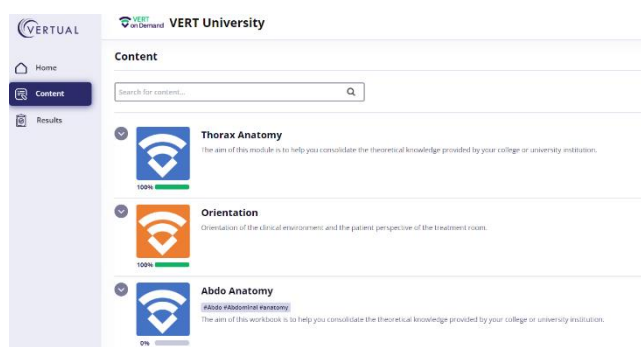 VERTUAL
VERT on Demand VERT University
Home
Content
Results
Content
Search for content...
Thorax Anatomy
The aim of this module is to help you consolidate the theoretical knowledge provided by your college or university institution.
100%
Orientation
Orientation of the clinical environment and the patient perspective of the treatment room.
100%
Abdo Anatomy
#Abdo #Abdominal #anatomy
The aim of this workbook is to help you consolidate the theoretical knowledge provided by your college or university institution.
0%